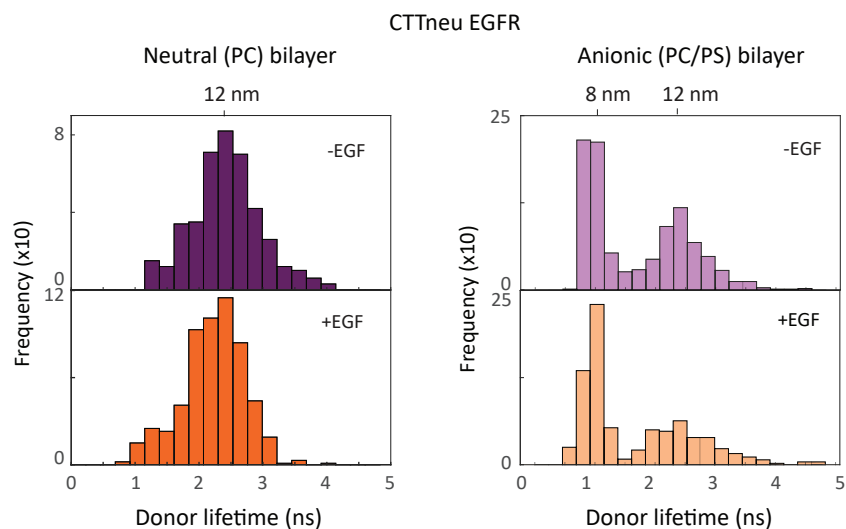 CTTneu EGFR
Neutral (PC) bilayer
Anionic (PC/PS) bilayer
12 nm
8 nm 12 nm
8
-EGF
0
12
+EGF
0
0 1 2 3 4 5
Frequency (x10)
Donor lifetime (ns)
25
-EGF
0
25
+EGF
0
0 1 2 3 4 5
Frequency (x10)
Donor lifetime (ns)